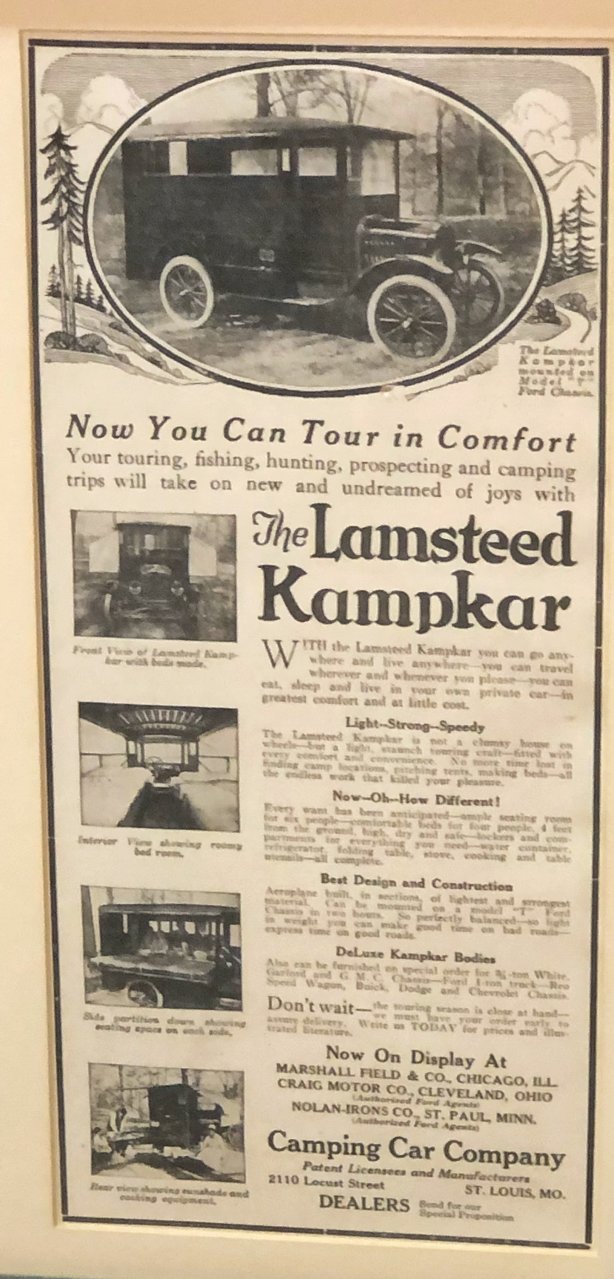 The Lamsteed
Kampkar
mounted on
Model "T"
Ford Chassis.
Now You Can Tour in Comfort
Your touring, fishing, hunting, prospecting and camping
trips will take on new and undreamed of joys with
The Lamsteed
Kampkar
Front View of Lamsteed Kamp-
kar with beds made.
Interior View showing roomy
bed room.
Side partition down showing
seating space on each side.
Rear view showing sunshade and
cooking equipment.
WITH the Lamsteed Kampkar you can go any-
where and live anywhere—you can travel
wherever and whenever you please—you can
eat, sleep and live in your own private car—in
greatest comfort and at little cost.
Light--Strong--Speedy
The Lamsteed Kampkar is not a clumsy house on
wheels—but a light, staunch touring craft—fitted with
every comfort and convenience. No more time lost in
finding camp locations, pitching tents, making beds—all
the endless work that killed your pleasure.
Now--Oh--How Different!
Every want has been anticipated—ample seating room
for six people—comfortable beds for four people, 4 feet
from the ground, high, dry and safe—lockers and com-
partments for everything you need—water container,
refrigerator, folding table, stove, cooking and table
utensils—all complete.
Best Design and Construction
Aeroplane built, in sections, of lightest and strongest
material. Can be mounted on a model "T" Ford
Chassis in two hours. So perfectly balanced—so light
in weight you can make good time on bad roads—
express time on good roads.
DeLuxe Kampkar Bodies
Also can be furnished on special order for ¾-ton White,
Garford and G. M. C. Chassis—Ford 1-ton truck—Reo
Speed Wagon, Buick, Dodge and Chevrolet Chassis.
Don't wait—the touring season is close at hand—
we must have your order early to
assure delivery. Write us TODAY for prices and illus-
trated literature.
Now On Display At
MARSHALL FIELD & CO., CHICAGO, ILL.
CRAIG MOTOR CO., CLEVELAND, OHIO
(Authorized Ford Agents)
NOLAN-IRONS CO., ST. PAUL, MINN.
(Authorized Ford Agents)
Camping Car Company
Patent Licensees and Manufacturers
2110 Locust Street ST. LOUIS, MO.
DEALERS Send for our
Special Proposition